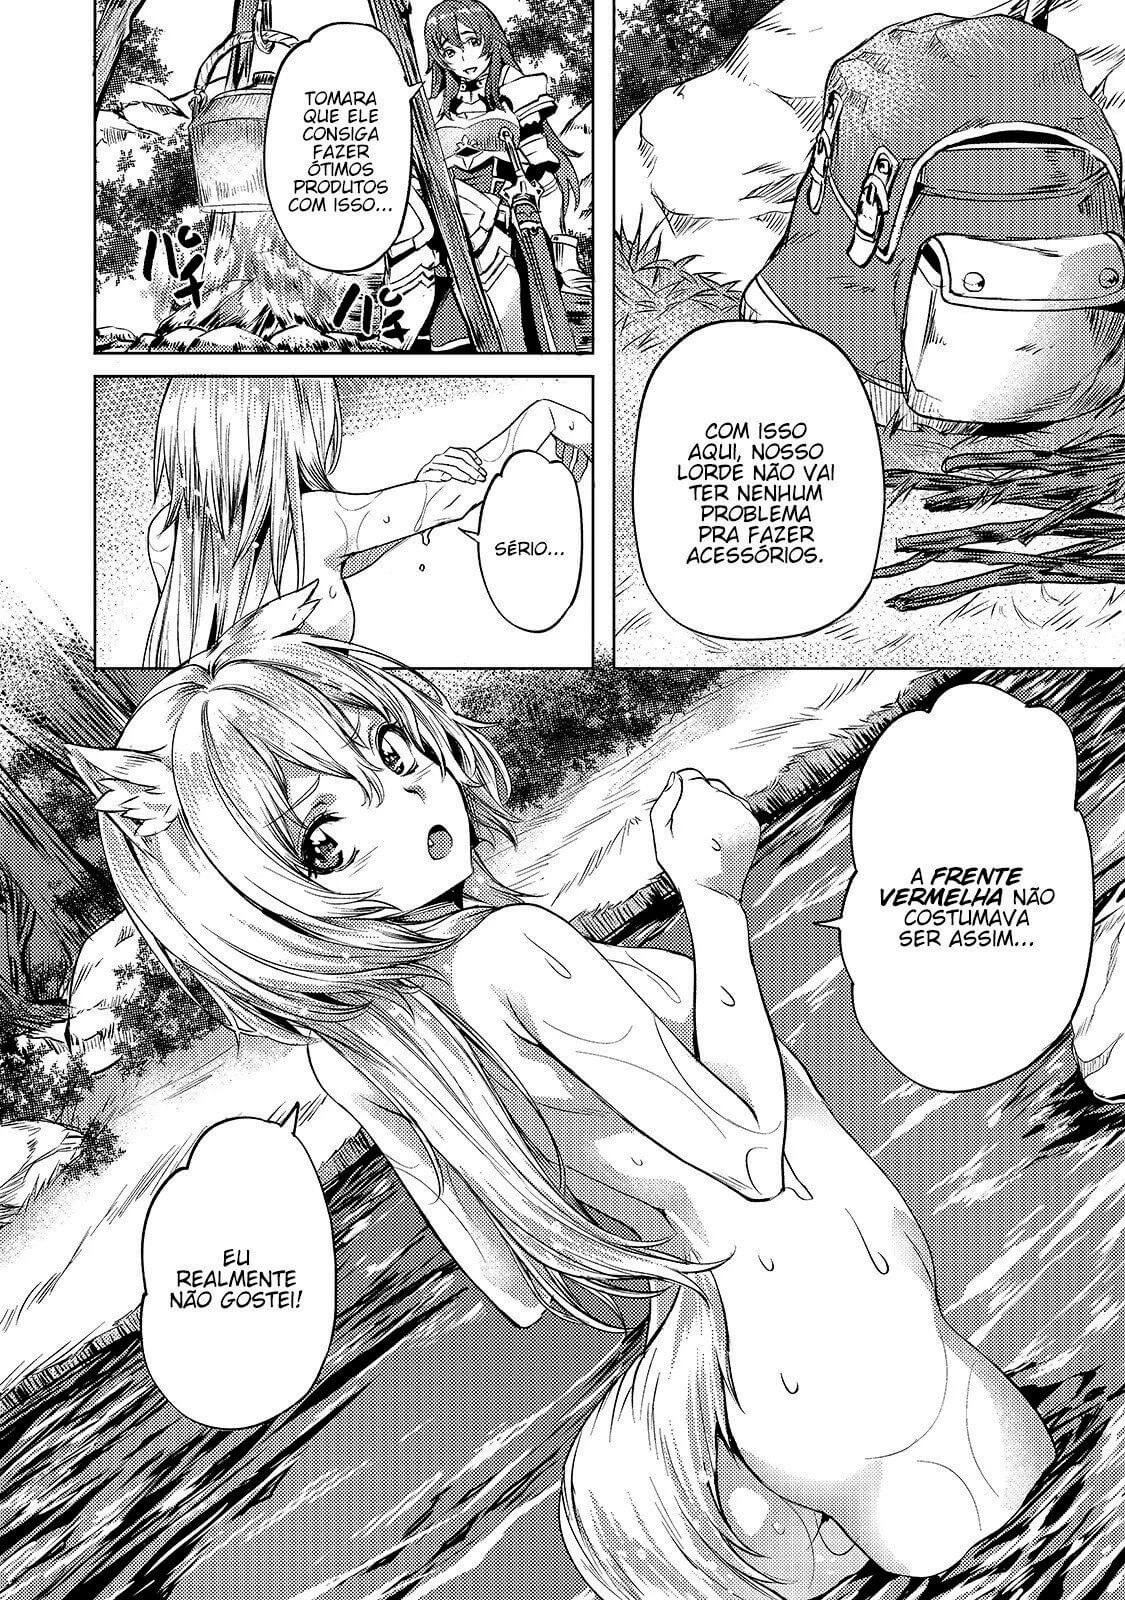 COM ISSO
AQUI, NOSSO
LORDE NÃO VAI
TER NENHUM
PROBLEMA
PRA FAZER
ACESSÓRIOS.
TOMARA
QUE ELE
CONSIGA
FAZER
ÓTIMOS
PRODUTOS
COM ISSO...
パチ
パチ
SÉRIO...
A FRENTE
VERMELHA NÃO
COSTUMAVA
SER ASSIM...
EU
REALMENTE
NÃO GOSTEI!